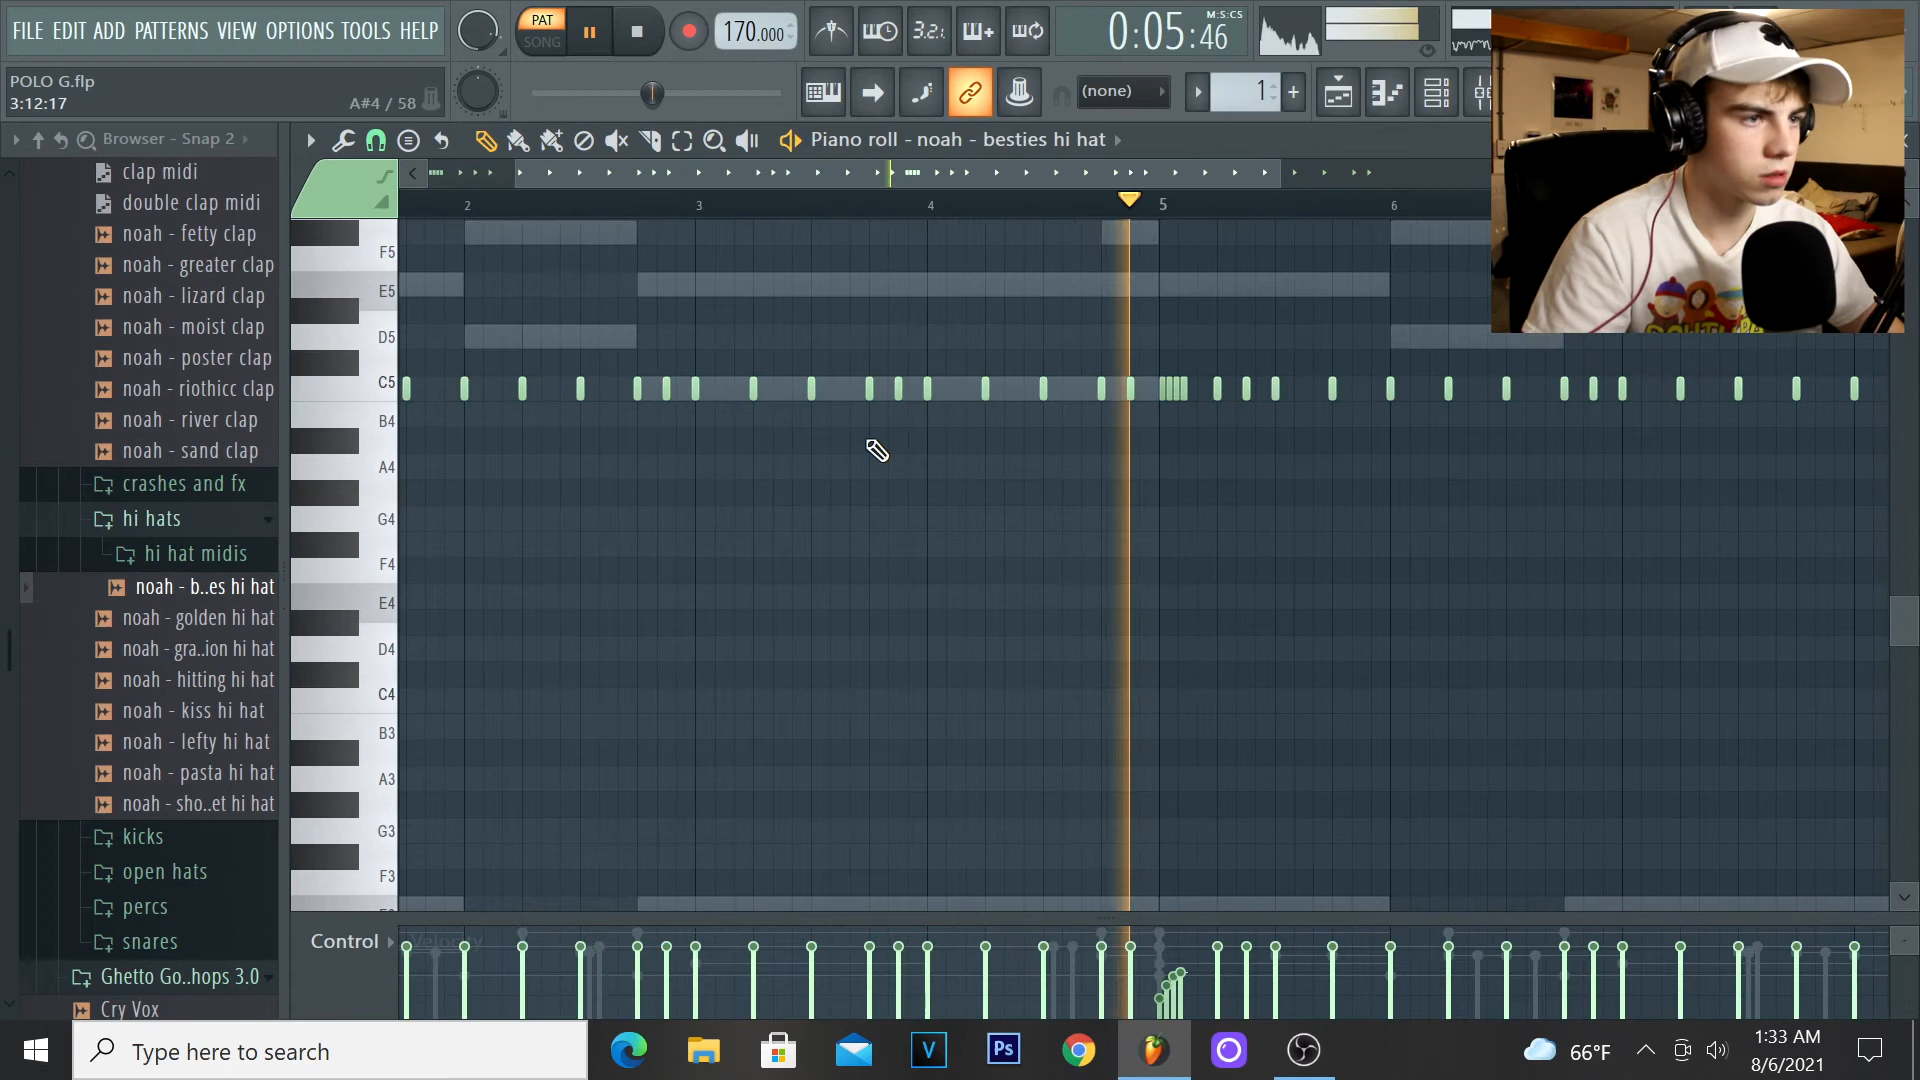 FILE EDIT ADD PATTERNS VIEW OPTIONS TOOLS HELP
PAT
SONG
170.000
3.2.1
0:05:46
M:S:CS
POLO G.flp
3:12:17
A#4 / 58
(none)
1
Browser - Snap 2
Piano roll - noah - besties hi hat
clap midi
double clap midi
noah - fetty clap
noah - greater clap
noah - lizard clap
noah - moist clap
noah - poster clap
noah - riothicc clap
noah - river clap
noah - sand clap
crashes and fx
hi hats
hi hat midis
noah - b..es hi hat
noah - golden hi hat
noah - gra..ion hi hat
noah - hitting hi hat
noah - kiss hi hat
noah - lefty hi hat
noah - pasta hi hat
noah - sho..et hi hat
kicks
open hats
percs
snares
Ghetto Go..hops 3.0
Cry Vox
2 3 4 5 6
F5
E5
D5
C5
B4
A4
G4
F4
E4
D4
C4
B3
A3
G3
F3
Control
Velocity
Type here to search
V
Ps
66°F
1:33 AM
8/6/2021